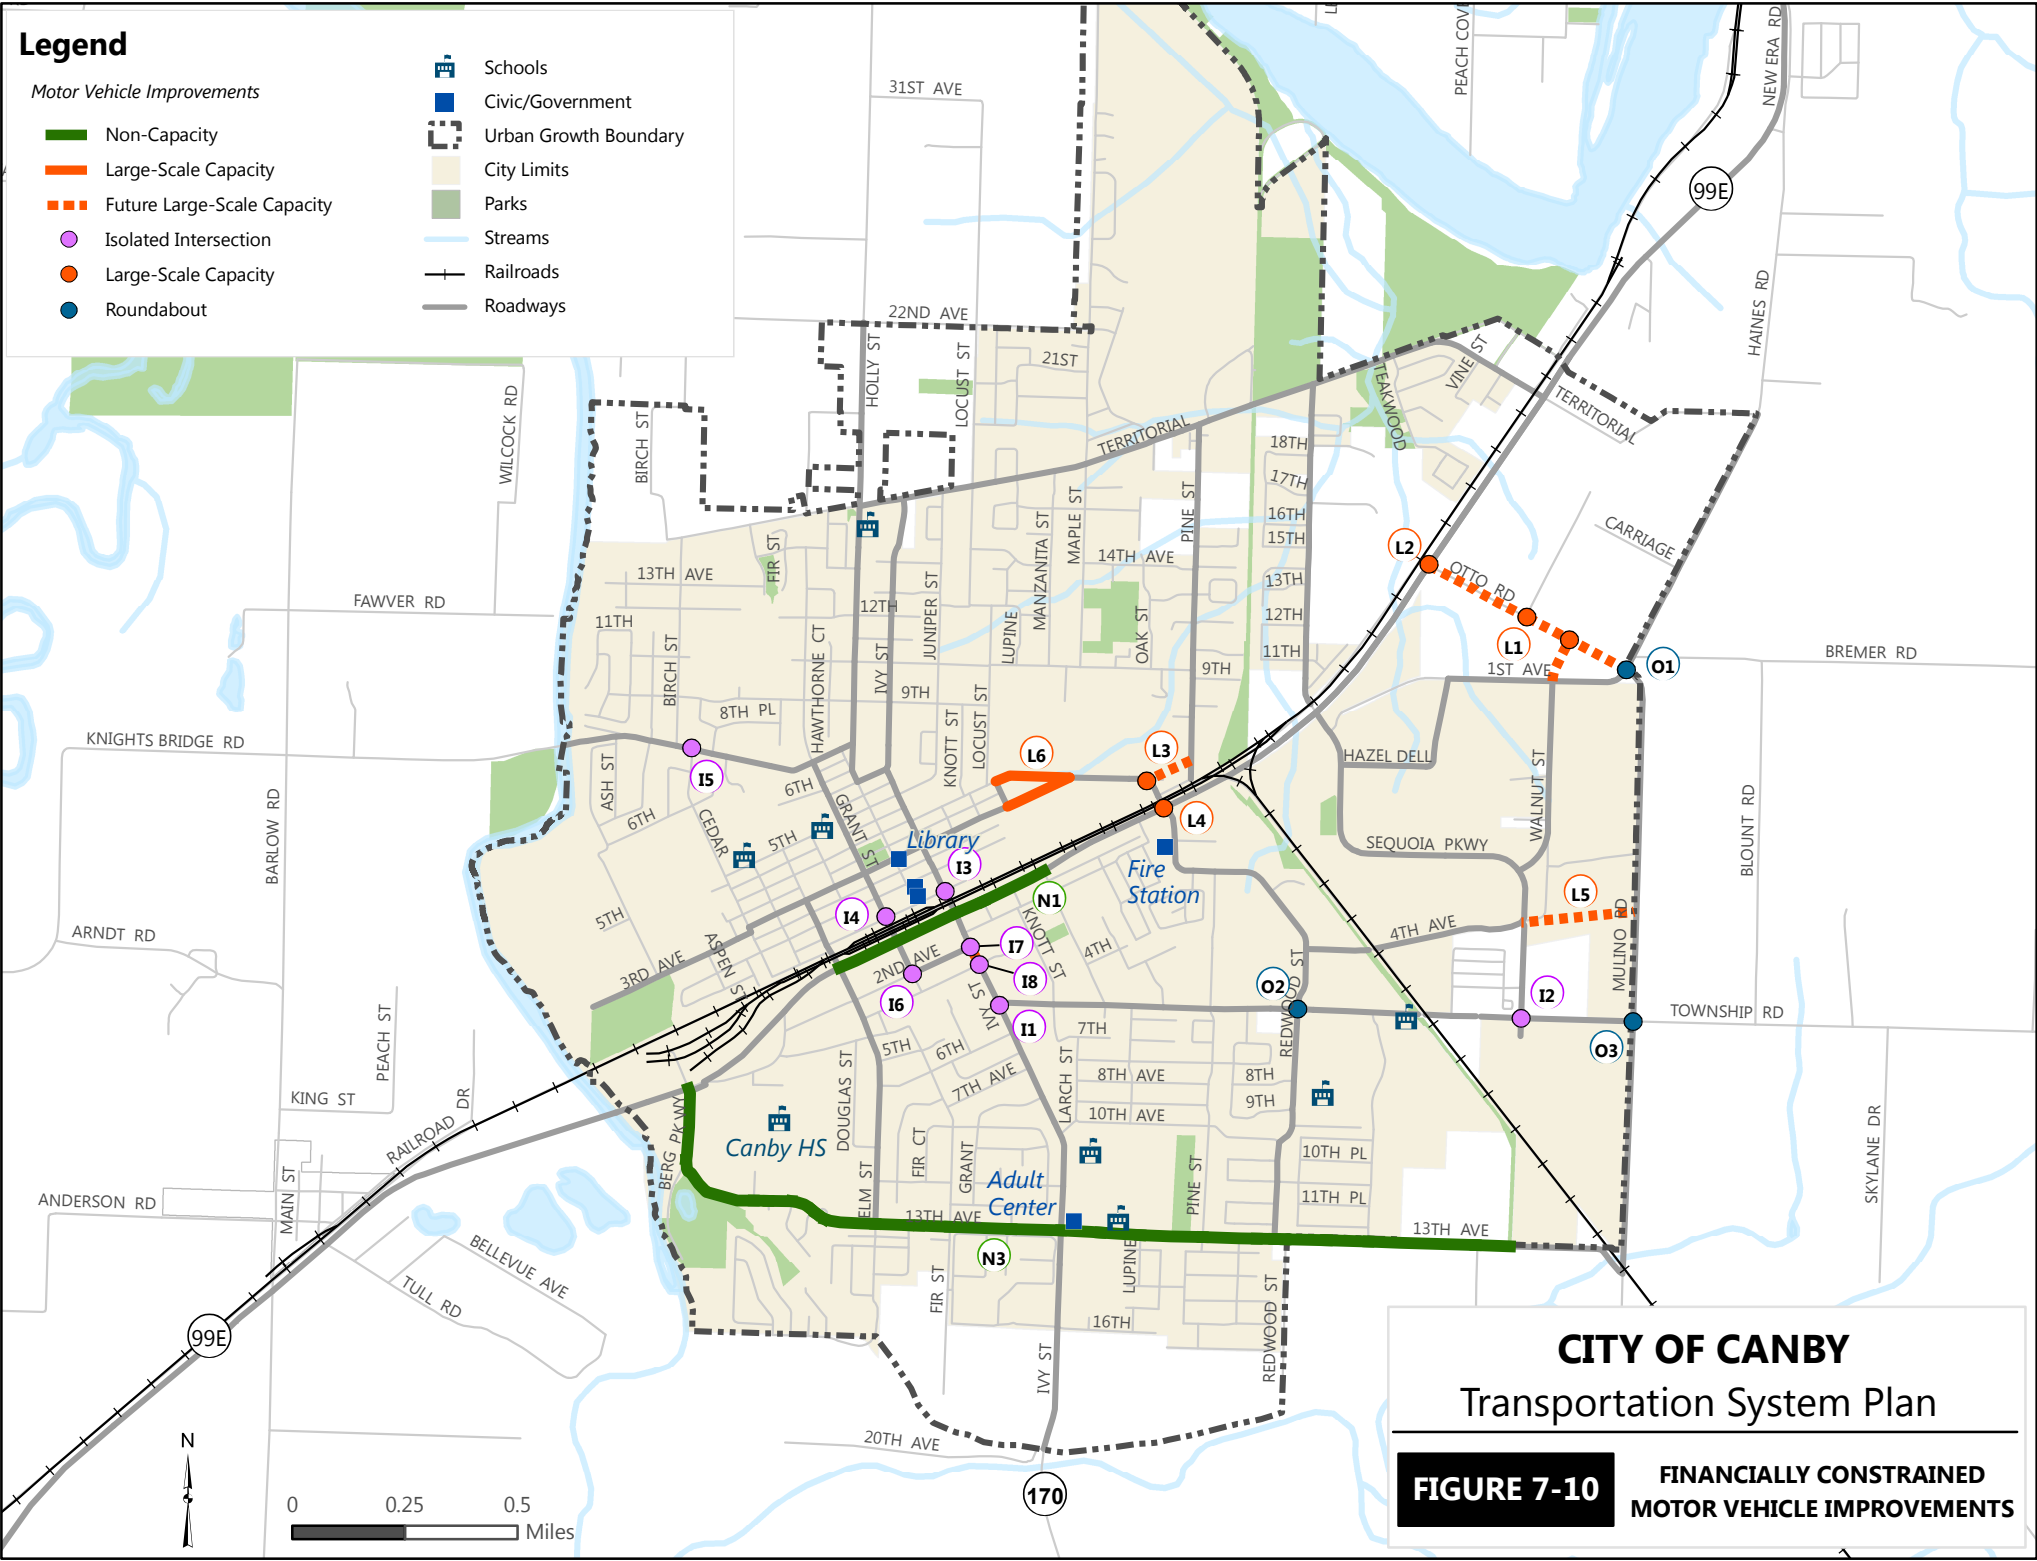 Legend
Motor Vehicle Improvements
Non-Capacity
Large-Scale Capacity
Future Large-Scale Capacity
Isolated Intersection
Large-Scale Capacity
Roundabout
Schools
Civic/Government
Urban Growth Boundary
City Limits
Parks
Streams
Railroads
Roadways
31ST AVE
PEACH COVE
NEW ERA RD
99E
HAINES RD
22ND AVE
HOLLY ST
LOCUST ST
21ST
VINE ST
TEAKWOOD
TERRITORIAL
TERRITORIAL
WILCOCK RD
BIRCH ST
18TH
17TH
16TH
15TH
PINE ST
MAPLE ST
MANZANITA ST
14TH AVE
CARRIAGE
L2
OTTO RD
FIR ST
13TH AVE
13TH
FAWVER RD
12TH
12TH
JUNIPER ST
LUPINE
OAK ST
11TH
11TH
BIRCH ST
HAWTHORNE CT
IVY ST
9TH
9TH
L1
1ST AVE
O1
BREMER RD
8TH PL
KNOTT ST
LOCUST ST
KNIGHTS BRIDGE RD
I5
L6
L3
HAZEL DELL
ASH ST
6TH
6TH
CEDAR
GRANT ST
5TH
WALNUT ST
BLOUNT RD
BARLOW RD
L4
Library
SEQUOIA PKWY
I3
Fire
Station
L5
N1
I4
5TH
4TH AVE
ARNDT RD
KNOTT ST
4TH
I7
3RD AVE
ASPEN ST
2ND AVE
I8
I6
IVY ST
MULINO RD
O2
REDWOOD ST
I2
TOWNSHIP RD
I1
7TH
O3
REDWOOD
PEACH ST
5TH
6TH
KING ST
RAILROAD DR
DOUGLAS ST
7TH AVE
LARCH ST
8TH AVE
8TH
9TH
10TH AVE
BERG PKWY
Canby HS
FIR CT
GRANT
10TH PL
11TH PL
SKYLANE DR
ANDERSON RD
MAIN ST
ELM ST
Adult
Center
PINE ST
13TH AVE
13TH AVE
N3
BELLEVUE AVE
TULL RD
FIR ST
LUPINE
REDWOOD ST
16TH
99E
IVY ST
20TH AVE
170
N
0 0.25 0.5
Miles
CITY OF CANBY
Transportation System Plan
FIGURE 7-10
FINANCIALLY CONSTRAINED
MOTOR VEHICLE IMPROVEMENTS